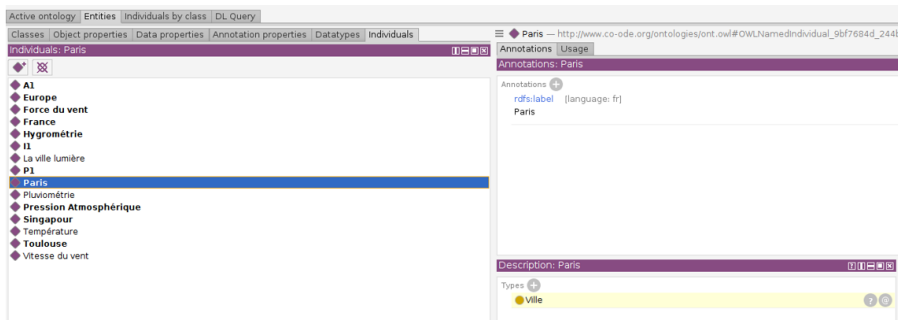 Active ontology Entities Individuals by class DL Query
Classes Object properties Data properties Annotation properties Datatypes Individuals
Individuals: Paris
A1
Europe
Force du vent
France
Hygrométrie
I1
La ville lumière
P1
Paris
Pluviométrie
Pression Atmosphérique
Singapour
Température
Toulouse
Vitesse du vent
Paris — http://www.co-ode.org/ontologies/ont.owl#OWLNamedIndividual_9bf7684d_244b
Annotations Usage
Annotations: Paris
Annotations
rdfs:label [language: fr]
Paris
Description: Paris
Types
Ville